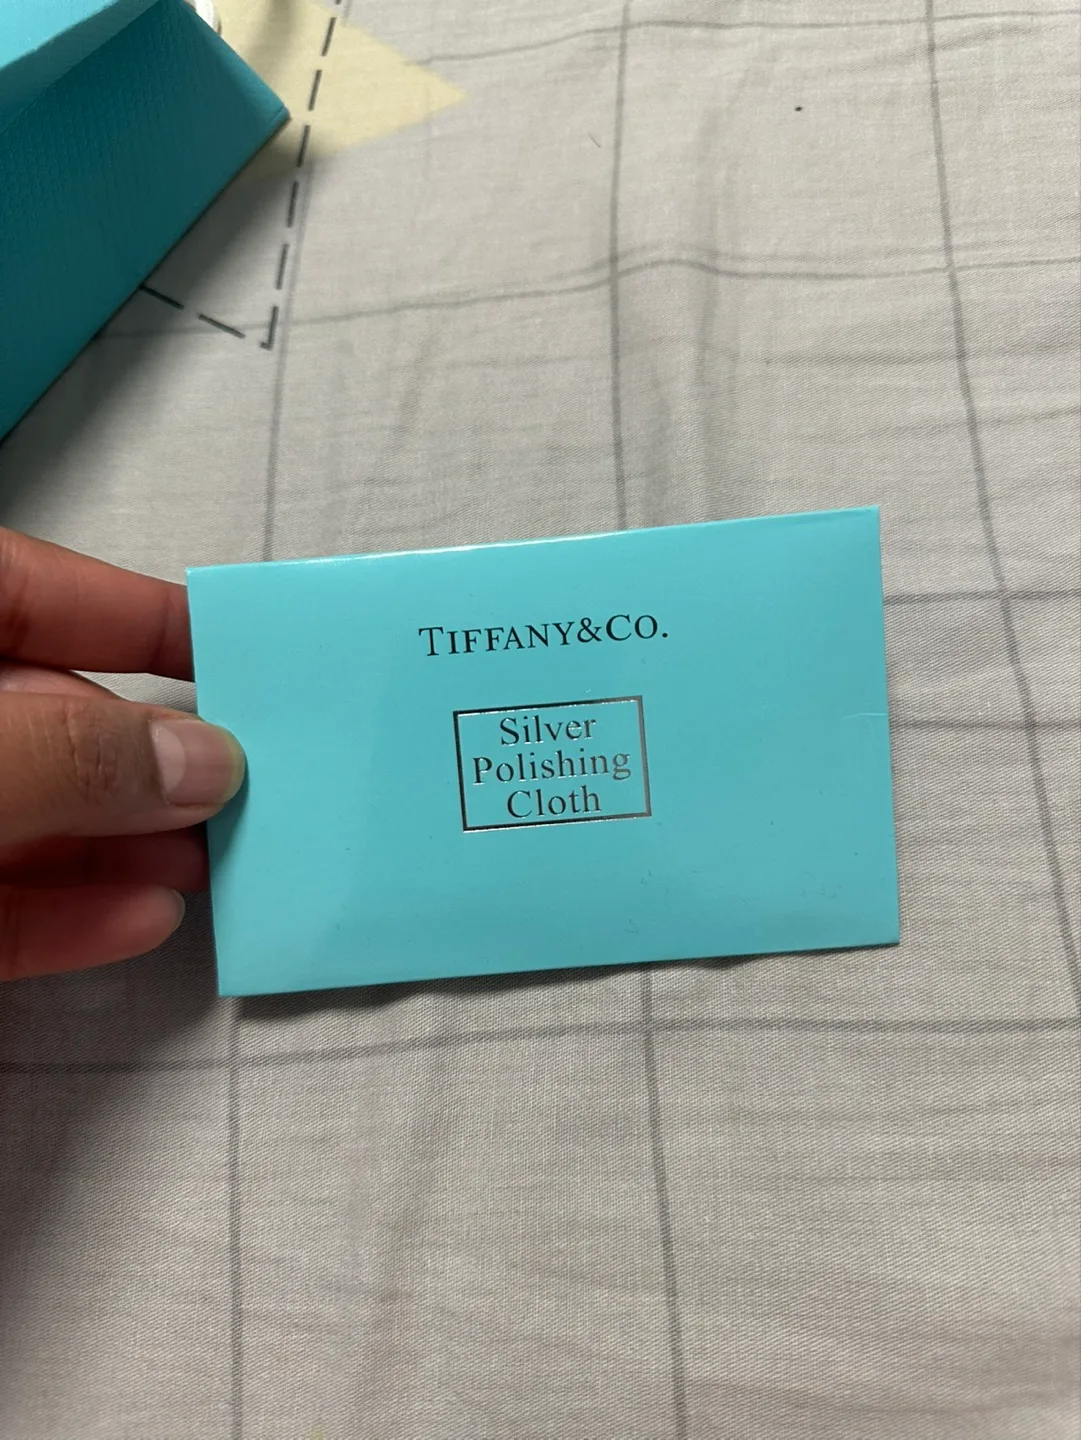 TIFFANY&CO.
Silver
Polishing
Cloth